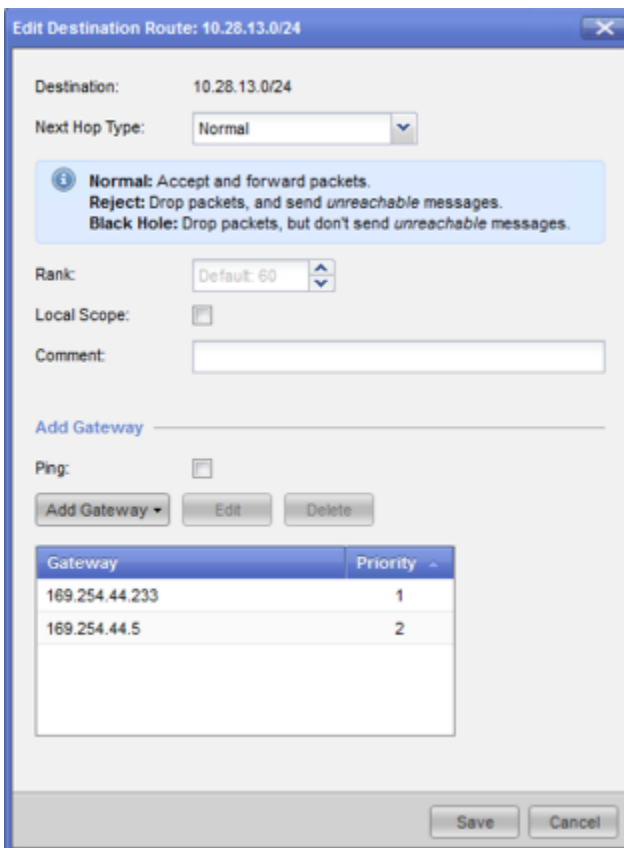 Edit Destination Route: 10.28.13.0/24
Destination: 10.28.13.0/24
Next Hop Type: Normal
Normal: Accept and forward packets.
Reject: Drop packets, and send unreachable messages.
Black Hole: Drop packets, but don't send unreachable messages.
Rank: Default: 60
Local Scope:
Comment:
Add Gateway
Ping:
Add Gateway Edit Delete
Gateway Priority
169.254.44.233 1
169.254.44.5 2
Save Cancel